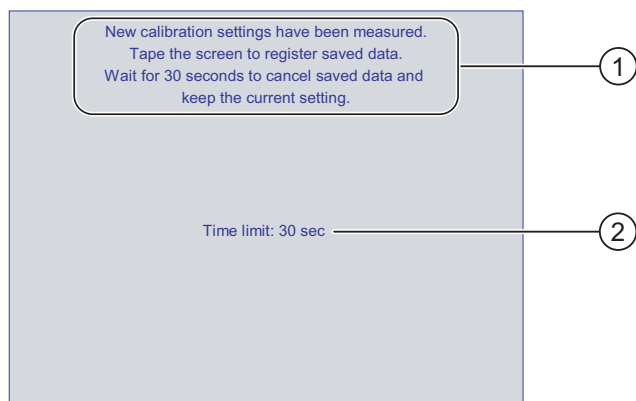 New calibration settings have been measured.
Tape the screen to register saved data.
Wait for 30 seconds to cancel saved data and
keep the current setting.
1
Time limit: 30 sec
2